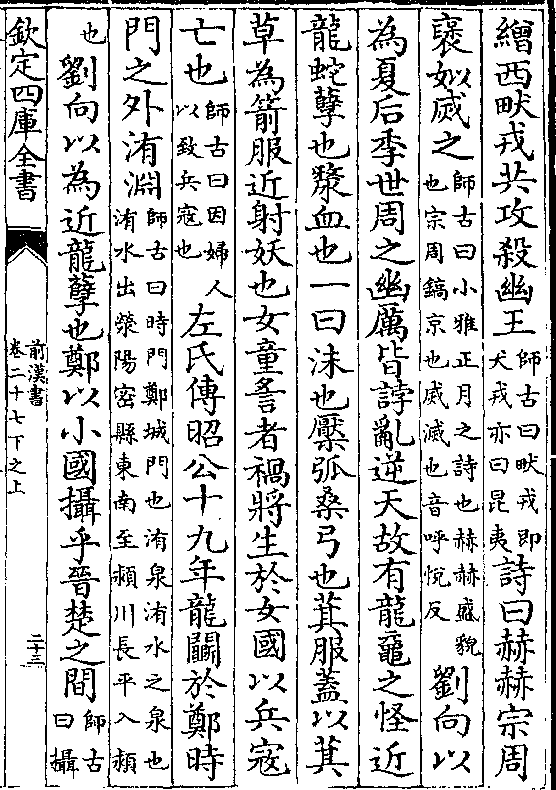 繒西畎戎共攻殺幽王師古曰畎戎即犬戎亦曰昆夷詩曰赫赫宗周
襃姒烕之師古曰小雅正月之詩也赫赫盛貌也宗周鎬京也烕滅也音呼恱反劉向以
為夏后季世周之幽厲皆誖亂逆天故有龍鼉之怪近
龍蛇孽也漦血也一曰沬也檿弧桑弓也萁服蓋以萁
草為箭服近射妖也女童謡者禍將生於女國以兵寇
亡也師古曰因婦人以致兵寇也左氏傳昭公十九年龍鬭於鄭時
門之外洧淵師古曰時門鄭城門也洧泉洧水之泉也洧水出滎陽密縣東南至潁川長平入潁
也劉向以為近龍孽也鄭以小國攝乎晉楚之間師古曰攝
欽定四庫全書
前漢書
卷二十七下之上
二十三